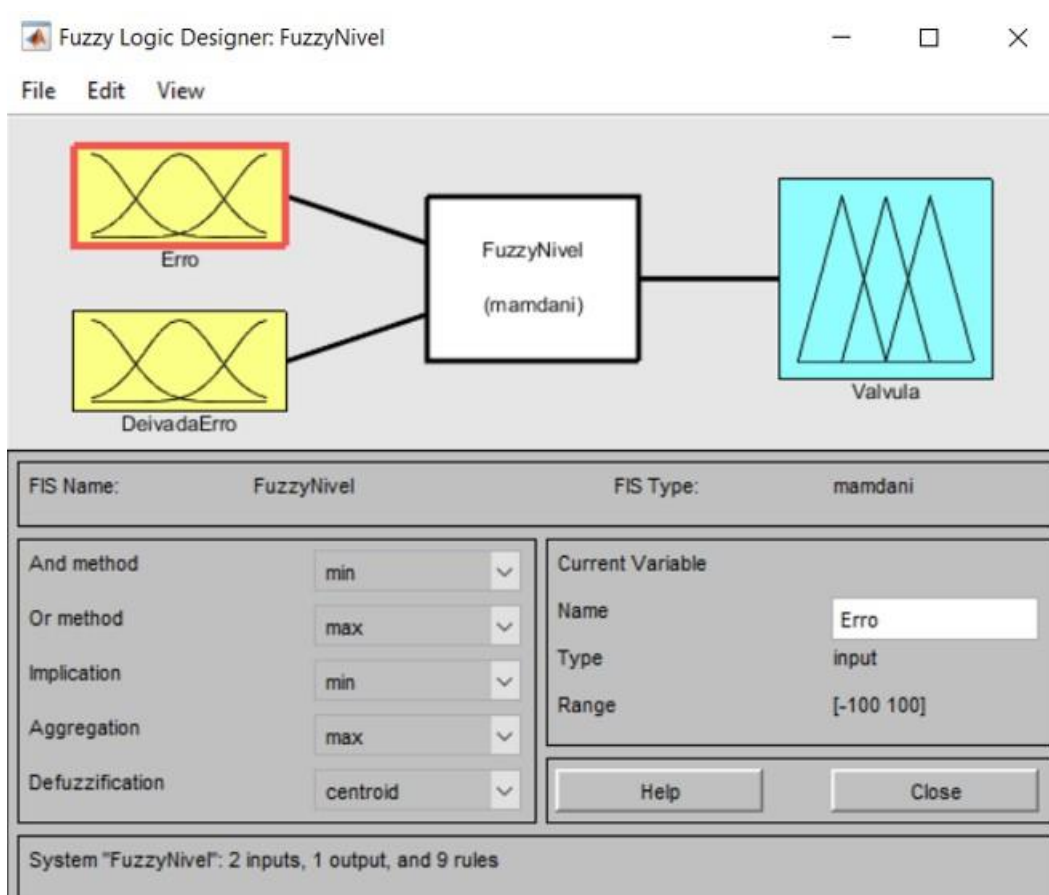 Fuzzy Logic Designer: FuzzyNivel
File Edit View
Erro
DeivadaErro
FuzzyNivel
(mamdani)
Valvula
FIS Name: FuzzyNivel FIS Type: mamdani
And method min
Or method max
Implication min
Aggregation max
Defuzzification centroid
Current Variable
Name Erro
Type input
Range [-100 100]
Help Close
System "FuzzyNivel": 2 inputs, 1 output, and 9 rules